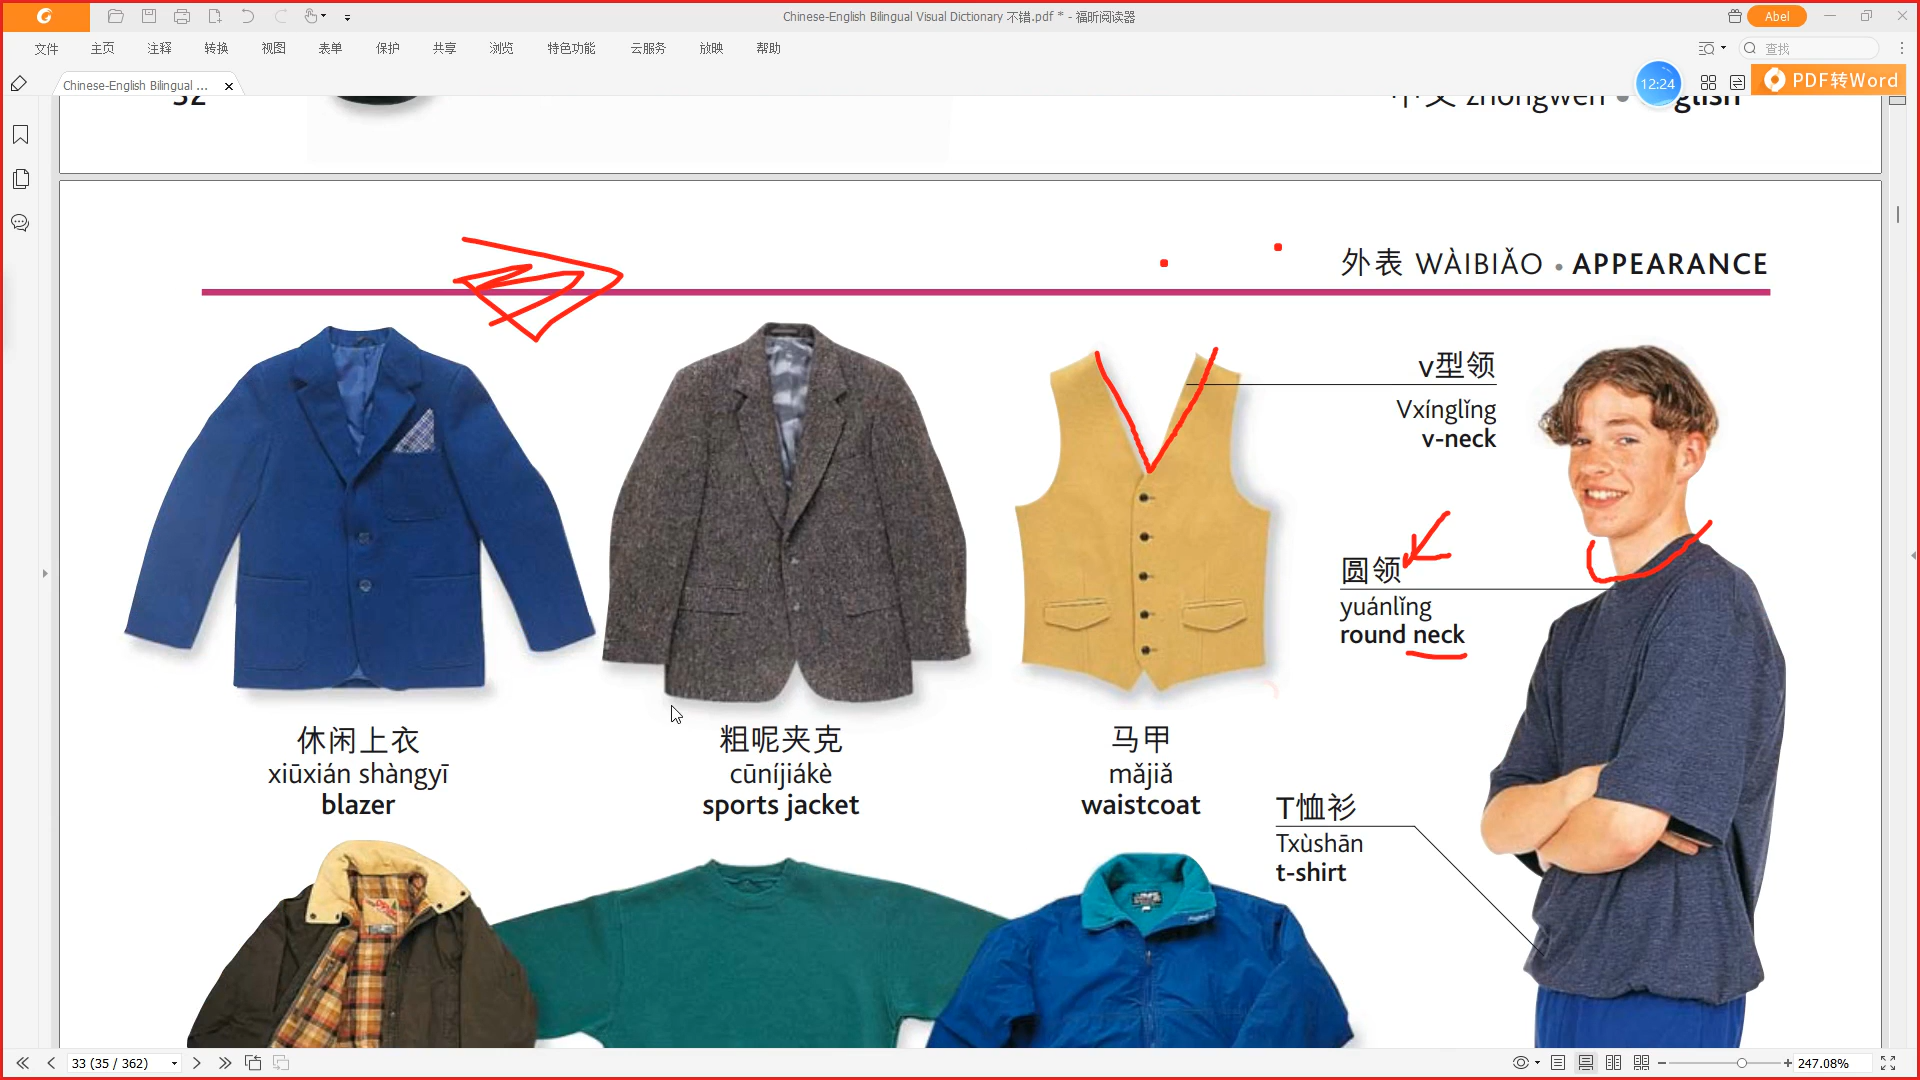 Chinese-English Bilingual Visual Dictionary 不错.pdf * - 福昕阅读器
Abel
文件 主页 注释 转换 视图 表单 保护 共享 浏览 特色功能 云服务 放映 帮助
查找
Chinese-English Bilingual ...
12:24
PDF转Word
32
中文 zhongwen • english
外表 WÀIBIǍO • APPEARANCE
v型领
Vxínglǐng
v-neck
圆领
yuánlǐng
round neck
休闲上衣
xiūxián shàngyī
blazer
粗呢夹克
cūníjiákè
sports jacket
马甲
mǎjiǎ
waistcoat
T恤衫
Txùshān
t-shirt
33 (35 / 362)
247.08%